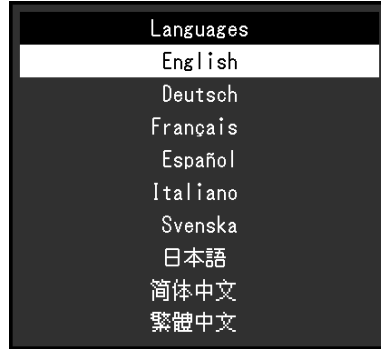 Languages
English
Deutsch
Français
Español
Italiano
Svenska
日本語
简体中文
繁體中文